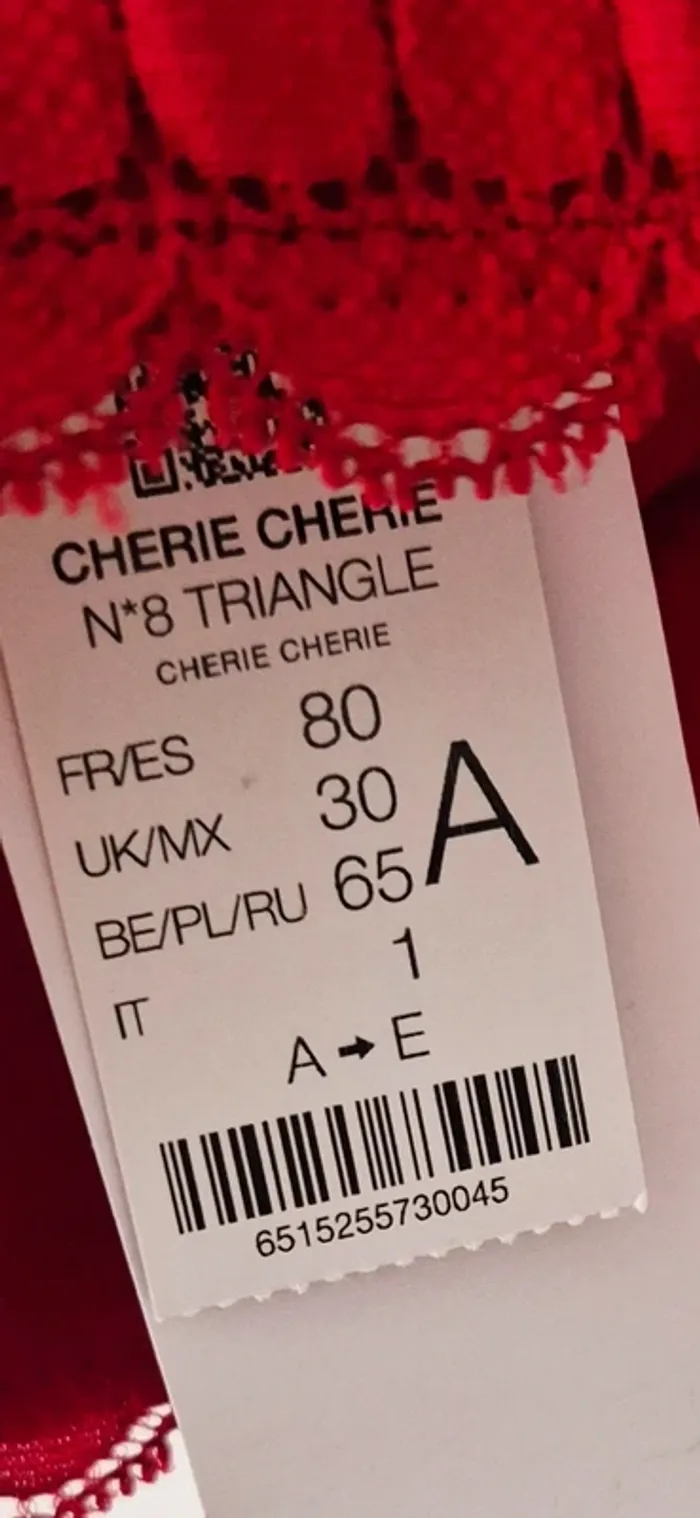 CHERIE CHERIE
N*8 TRIANGLE
CHERIE CHERIE
FR/ES 80
UK/MX 30 A
BE/PL/RU 65
IT 1
A → E
6515255730045